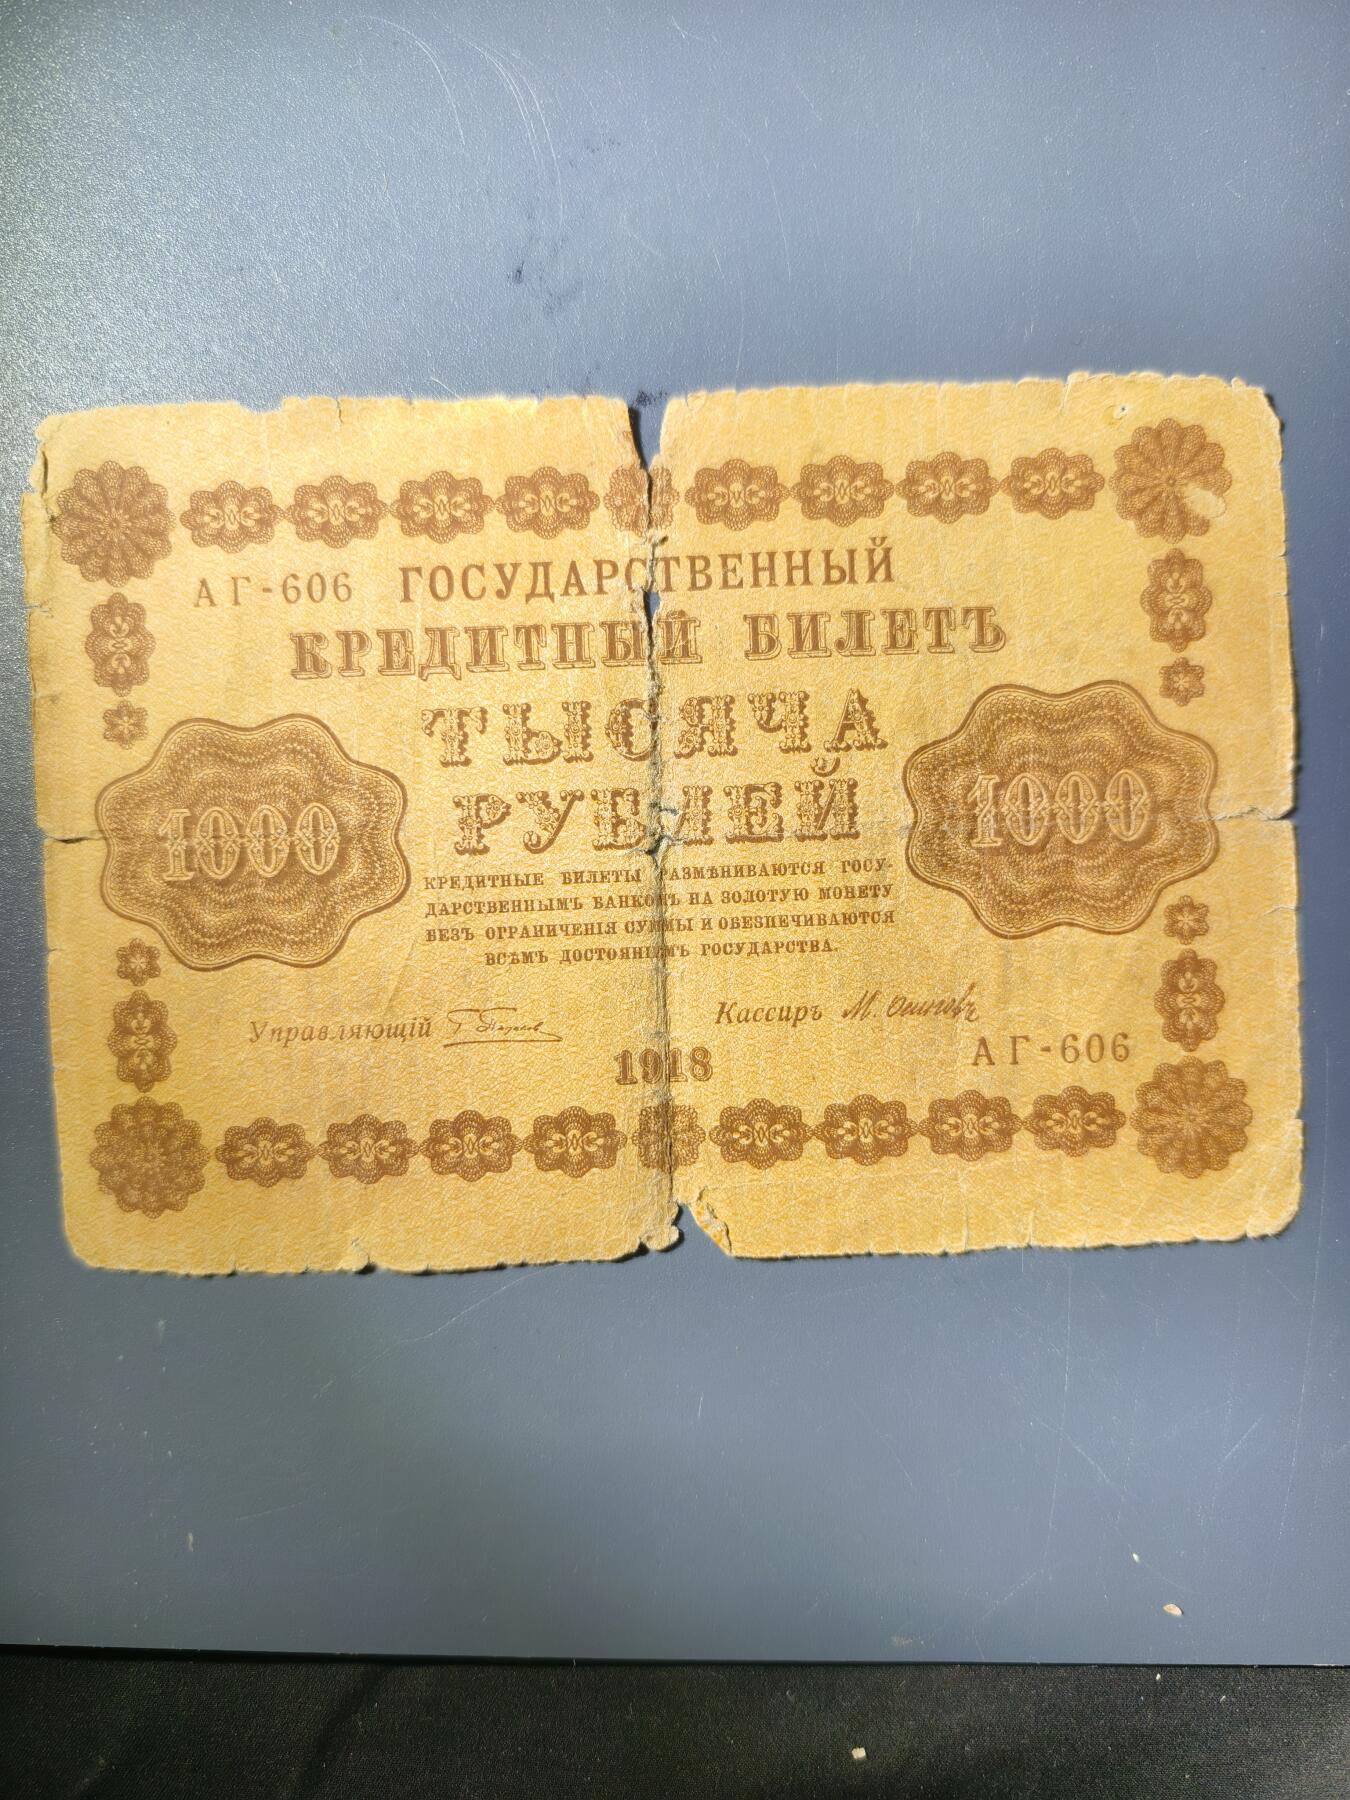 АГ-606 ГОСУДАРСТВЕННЫЙ
КРЕДИТНЫЙ БИЛЕТЪ
ТЫСЯЧА
РУБЛЕЙ
1000
1000
КРЕДИТНЫЕ БИЛЕТЫ РАЗМѢНИВАЮТСЯ ГОСУ-
ДАРСТВЕННЫМЪ БАНКОМЪ НА ЗОЛОТУЮ МОНЕТУ
БЕЗЪ ОГРАНИЧЕНІЯ СУММЫ И ОБЕЗПЕЧИВАЮТСЯ
ВСѢМЪ ДОСТОЯНІЕМЪ ГОСУДАРСТВА.
Управляющій
Кассиръ М. Осиповъ
1918
АГ-606